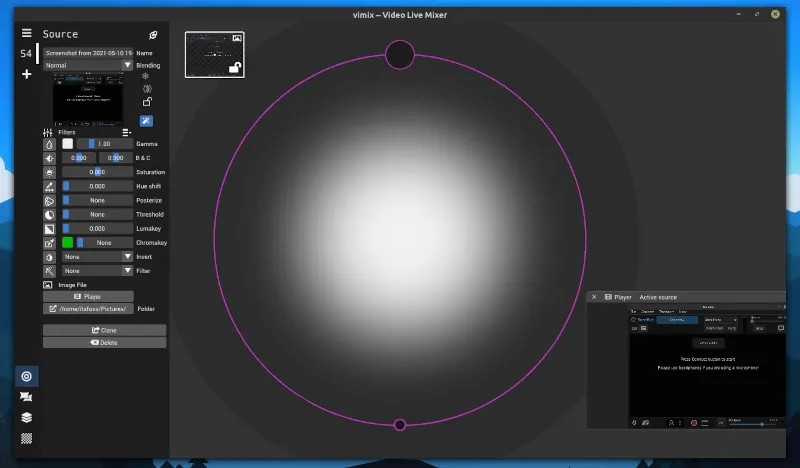 vimix -- Video Live Mixer
Source
S4
Screenshot from 2021-05-10 19 Name
Normal Blending
Filters
1.00 Gamma
0.000 0.000 B & C
0.000 Saturation
0.000 Hue shift
None Posterize
None Threshold
0.000 Lumakey
None Chromakey
None Invert
None Filter
Image File
Player
/home/itsfoxx/Pictures/ Folder
Clone
Delete
Player Active source
Press Connect button to start
Please use headphones if you are using a microphone!